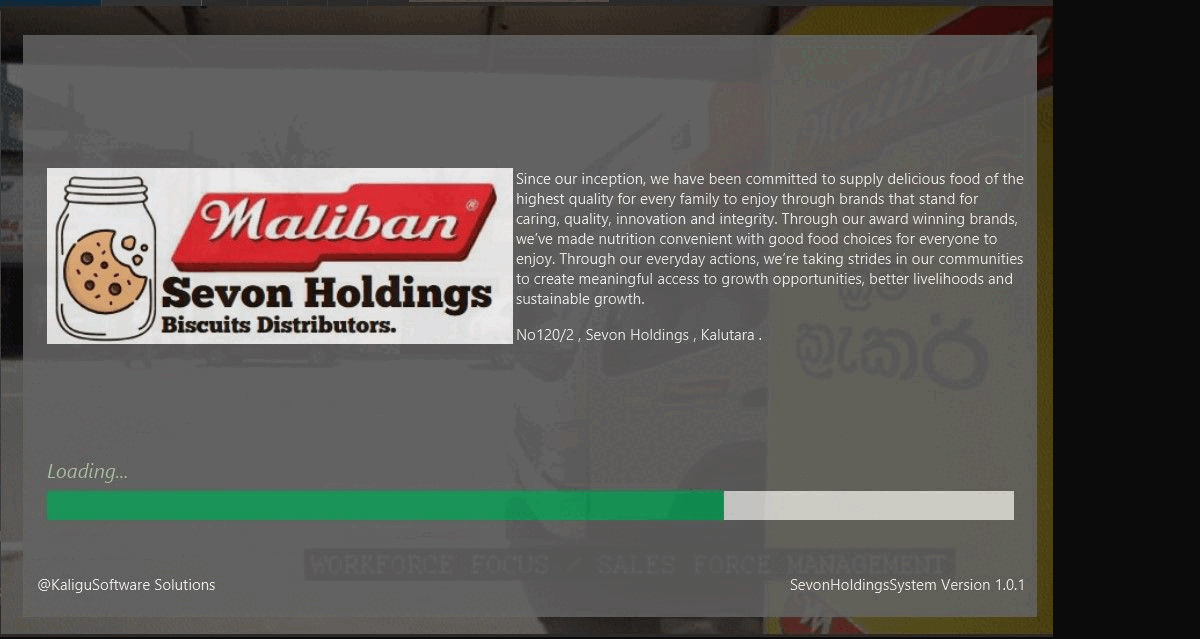 Maliban
Maliban ®
Sevon Holdings
Biscuits Distributors.
Since our inception, we have been committed to supply delicious food of the
highest quality for every family to enjoy through brands that stand for
caring, quality, innovation and integrity. Through our award winning brands,
we’ve made nutrition convenient with good food choices for everyone to
enjoy. Through our everyday actions, we’re taking strides in our communities
to create meaningful access to growth opportunities, better livelihoods and
sustainable growth.
No120/2 , Sevon Holdings , Kalutara .
ක්‍රැකර්
Loading...
WORKFORCE FOCUS / SALES FORCE MANAGEMENT
@KaliguSoftware Solutions
SevonHoldingsSystem Version 1.0.1